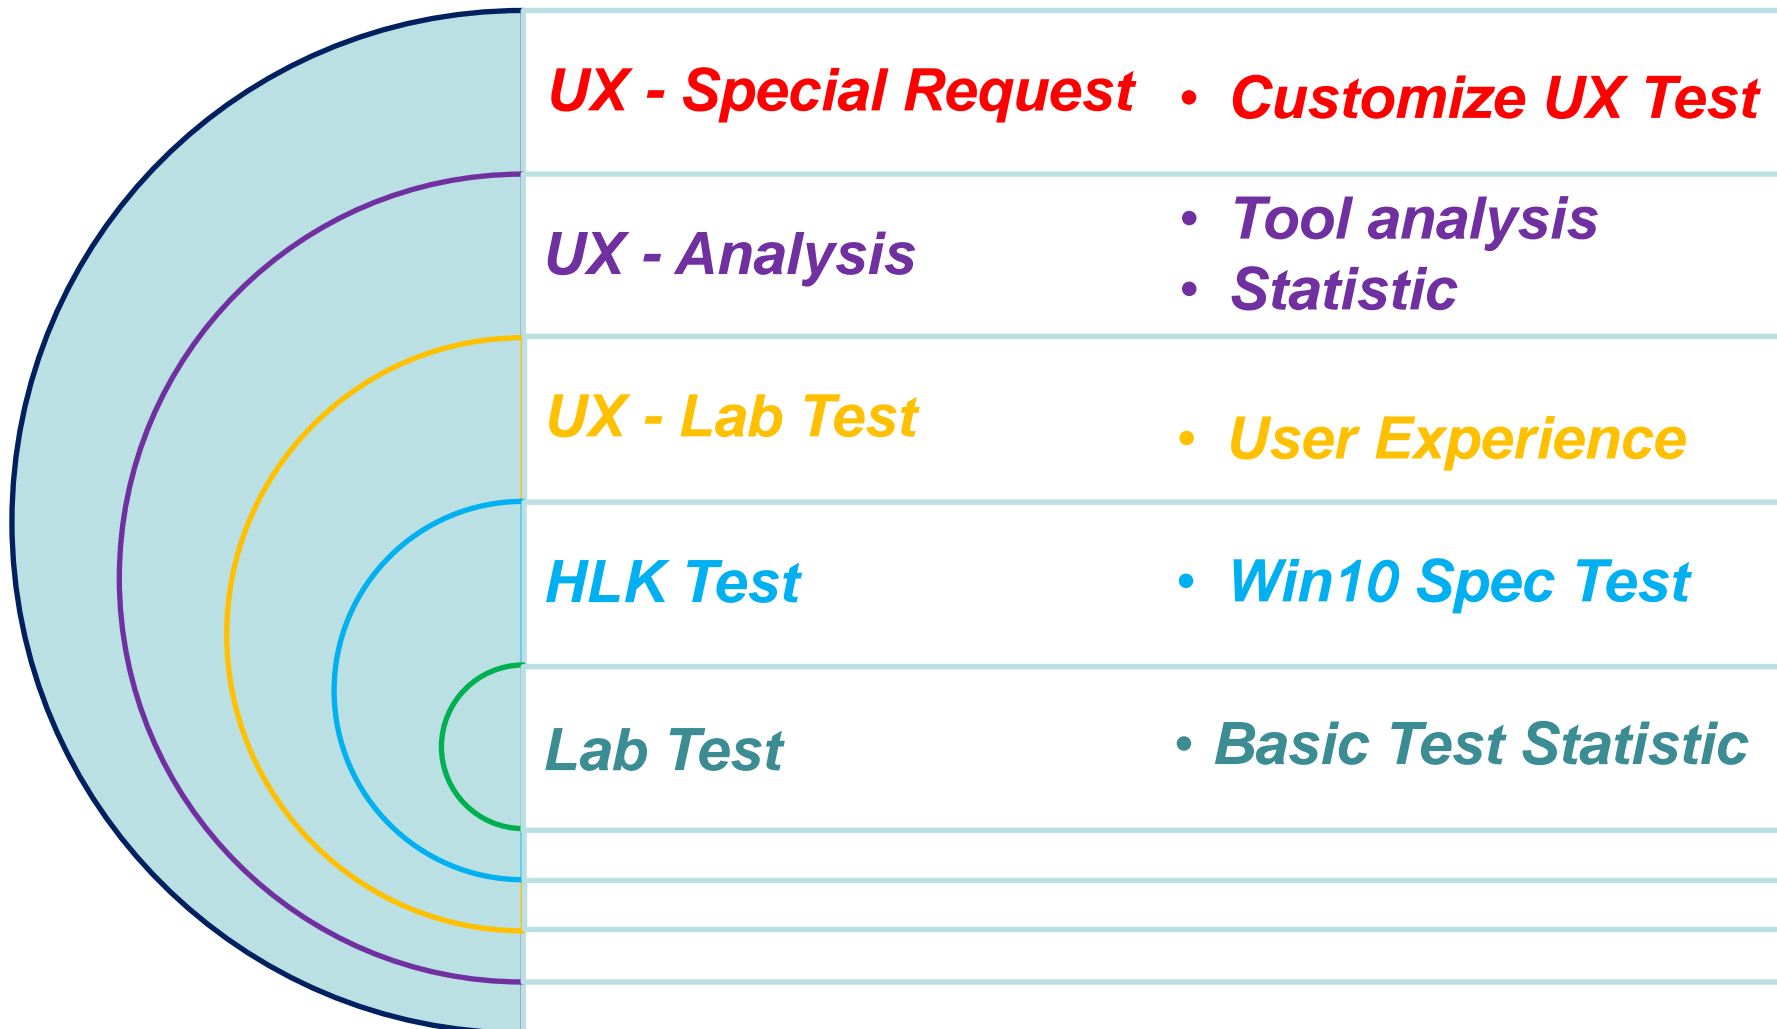 UX - Special Request
• Customize UX Test
UX - Analysis
• Tool analysis
• Statistic
UX - Lab Test
• User Experience
HLK Test
• Win10 Spec Test
Lab Test
• Basic Test Statistic